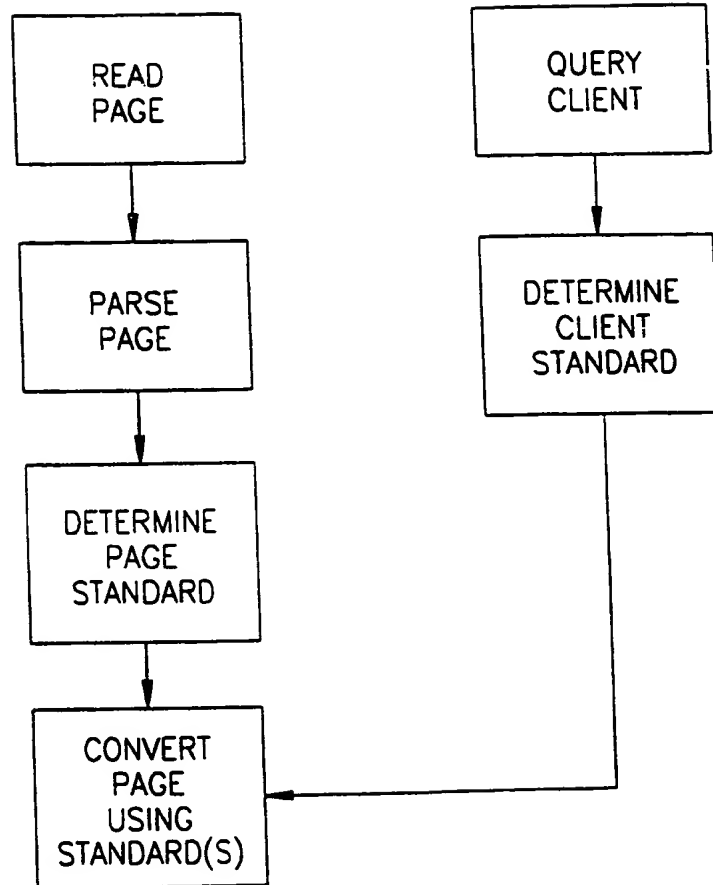 READ
PAGE
QUERY
CLIENT
PARSE
PAGE
DETERMINE
CLIENT
STANDARD
DETERMINE
PAGE
STANDARD
CONVERT
PAGE
USING
STANDARD(S)